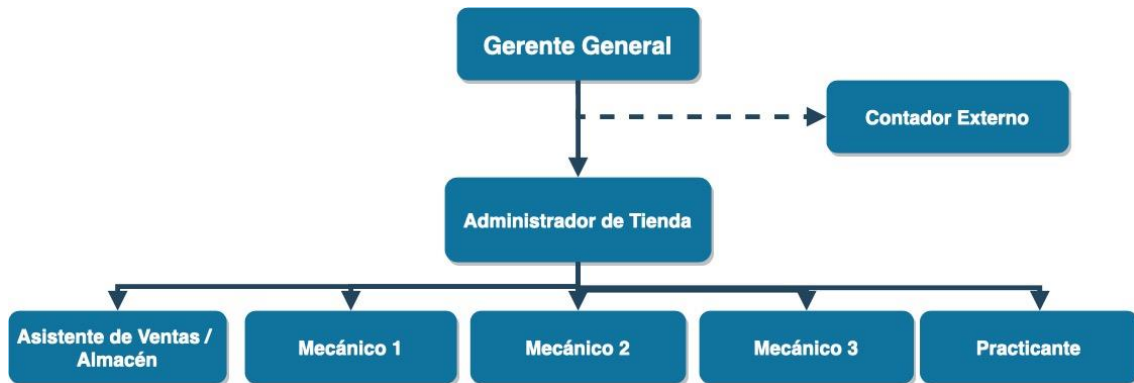 Gerente General
Contador Externo
Administrador de Tienda
Asistente de Ventas /
Almacén
Mecánico 1
Mecánico 2
Mecánico 3
Practicante